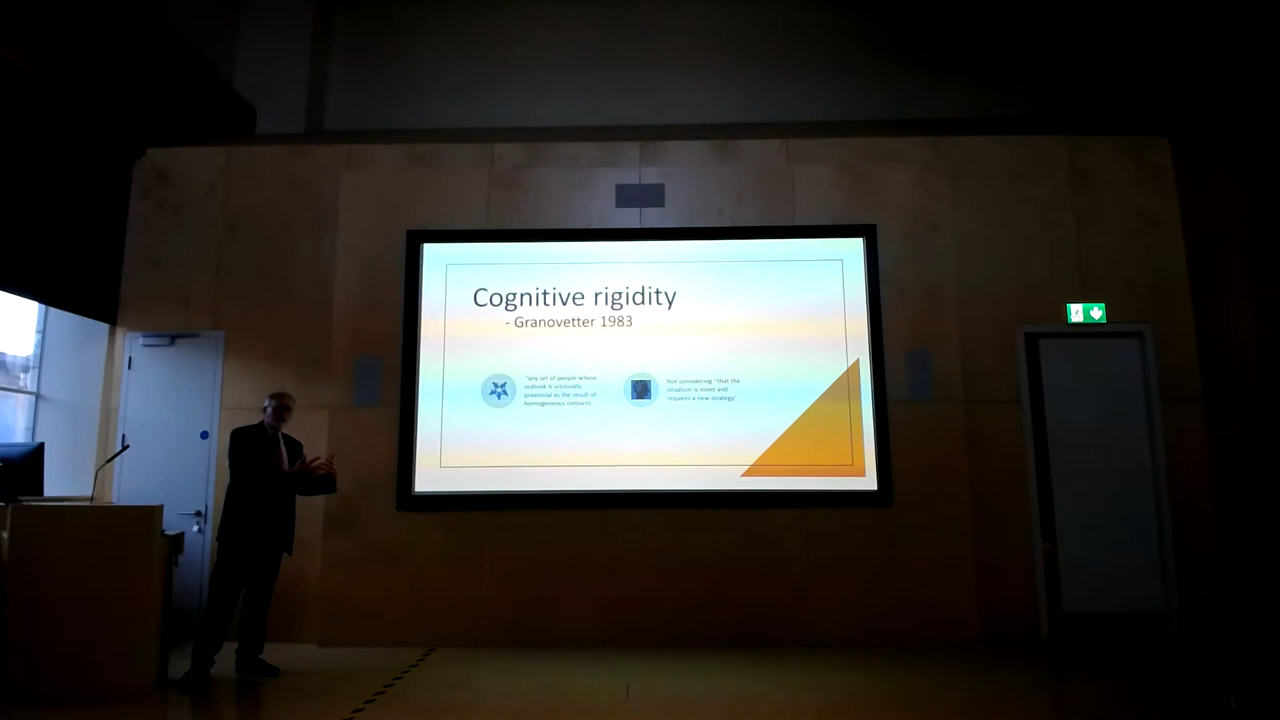 Cognitive rigidity
- Granovetter 1983
"any set of people whose
outlook is unusually
provincial as the result of
homogeneous contacts
Not considering "that the
situation is novel and
requires a new strategy"